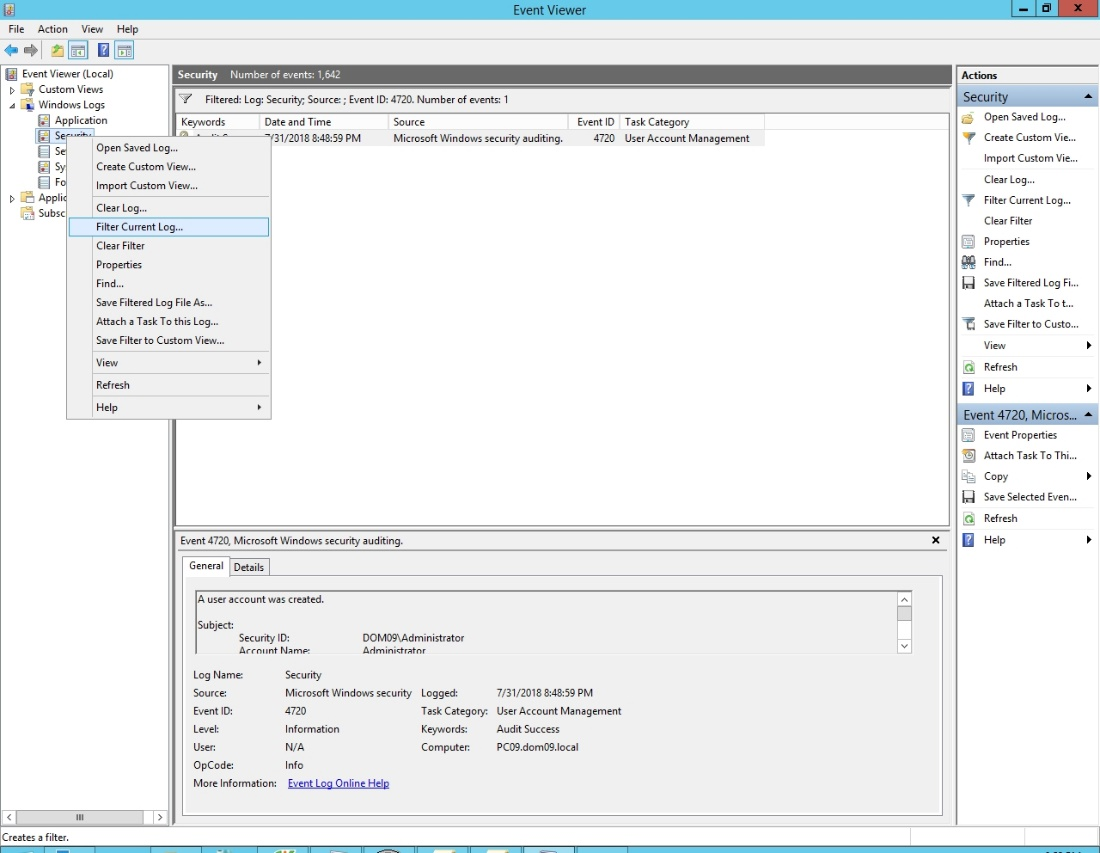 Event Viewer
File Action View Help
Event Viewer (Local)
Custom Views
Windows Logs
Application
Security
Open Saved Log...
Create Custom View...
Import Custom View...
Clear Log...
Filter Current Log...
Clear Filter
Properties
Find...
Save Filtered Log File As...
Attach a Task To this Log...
Save Filter to Custom View...
View
Refresh
Help
Security Number of events: 1,642
Filtered: Log: Security; Source: ; Event ID: 4720. Number of events: 1
Keywords Date and Time Source Event ID Task Category
7/31/2018 8:48:59 PM Microsoft Windows security auditing. 4720 User Account Management
Event 4720, Microsoft Windows security auditing.
General Details
A user account was created.
Subject:
Security ID: DOM09\Administrator
Account Name: Administrator
Log Name: Security
Source: Microsoft Windows security Logged: 7/31/2018 8:48:59 PM
Event ID: 4720 Task Category: User Account Management
Level: Information Keywords: Audit Success
User: N/A Computer: PC09.dom09.local
OpCode: Info
More Information: Event Log Online Help
Actions
Security
Open Saved Log...
Create Custom Vie...
Import Custom Vie...
Clear Log...
Filter Current Log...
Clear Filter
Properties
Find...
Save Filtered Log Fi...
Attach a Task To t...
Save Filter to Custo...
View
Refresh
Help
Event 4720, Micros...
Event Properties
Attach Task To Thi...
Copy
Save Selected Even...
Refresh
Help
Creates a filter.